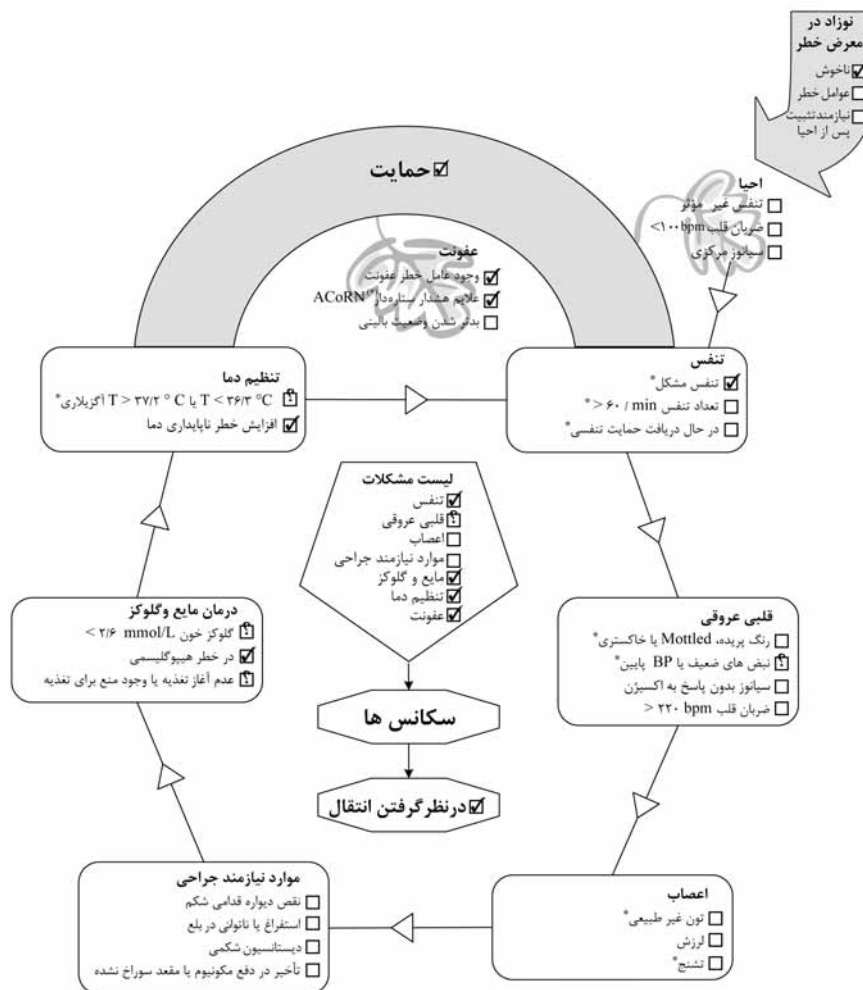 نوزاد در
معرض خطر
ناخوش
عوامل خطر
نیازمندتثبیت
پس از احیا
حمایت
احیا
تنفس غیر مؤثر
ضربان قلب ۱۰۰bpm>
سیانوز مرکزی
عفونت
وجود عامل خطر عفونت
علایم هشدار ستاره‌دار(*) ACoRN
بدتر شدن وضعیت بالینی
تنفس
تنفس مشکل*
تعداد تنفس ۶۰ / min < *
در حال دریافت حمایت تنفسی*
تنظیم دما
T < ۳۶/۳ °C یا T > ۳۷/۲ ° C آگزیلاری*
افزایش خطر ناپایداری دما
لیست مشکلات
تنفس
قلبی عروقی
اعصاب
موارد نیازمند جراحی
مایع و گلوکز
تنظیم دما
عفونت
قلبی عروقی
رنگ پریده، Mottled یا خاکستری*
نبض های ضعیف یا BP پایین*
سیانوز بدون پاسخ به اکسیژن
ضربان قلب ۲۲۰ bpm <
درمان مایع وگلوکز
گلوکز خون ۲/۶ mmol/L >
در خطر هیپوگلیسمی
عدم آغاز تغذیه یا وجود منع برای تغذیه
سکانس ها
درنظرگرفتن انتقال
اعصاب
تون غیر طبیعی*
لرزش
تشنج*
موارد نیازمند جراحی
نقص دیواره قدامی شکم
استفراغ یا ناتوانی در بلع
دیستانسیون شکمی
تأخیر در دفع مکونیوم یا مقعد سوراخ نشده